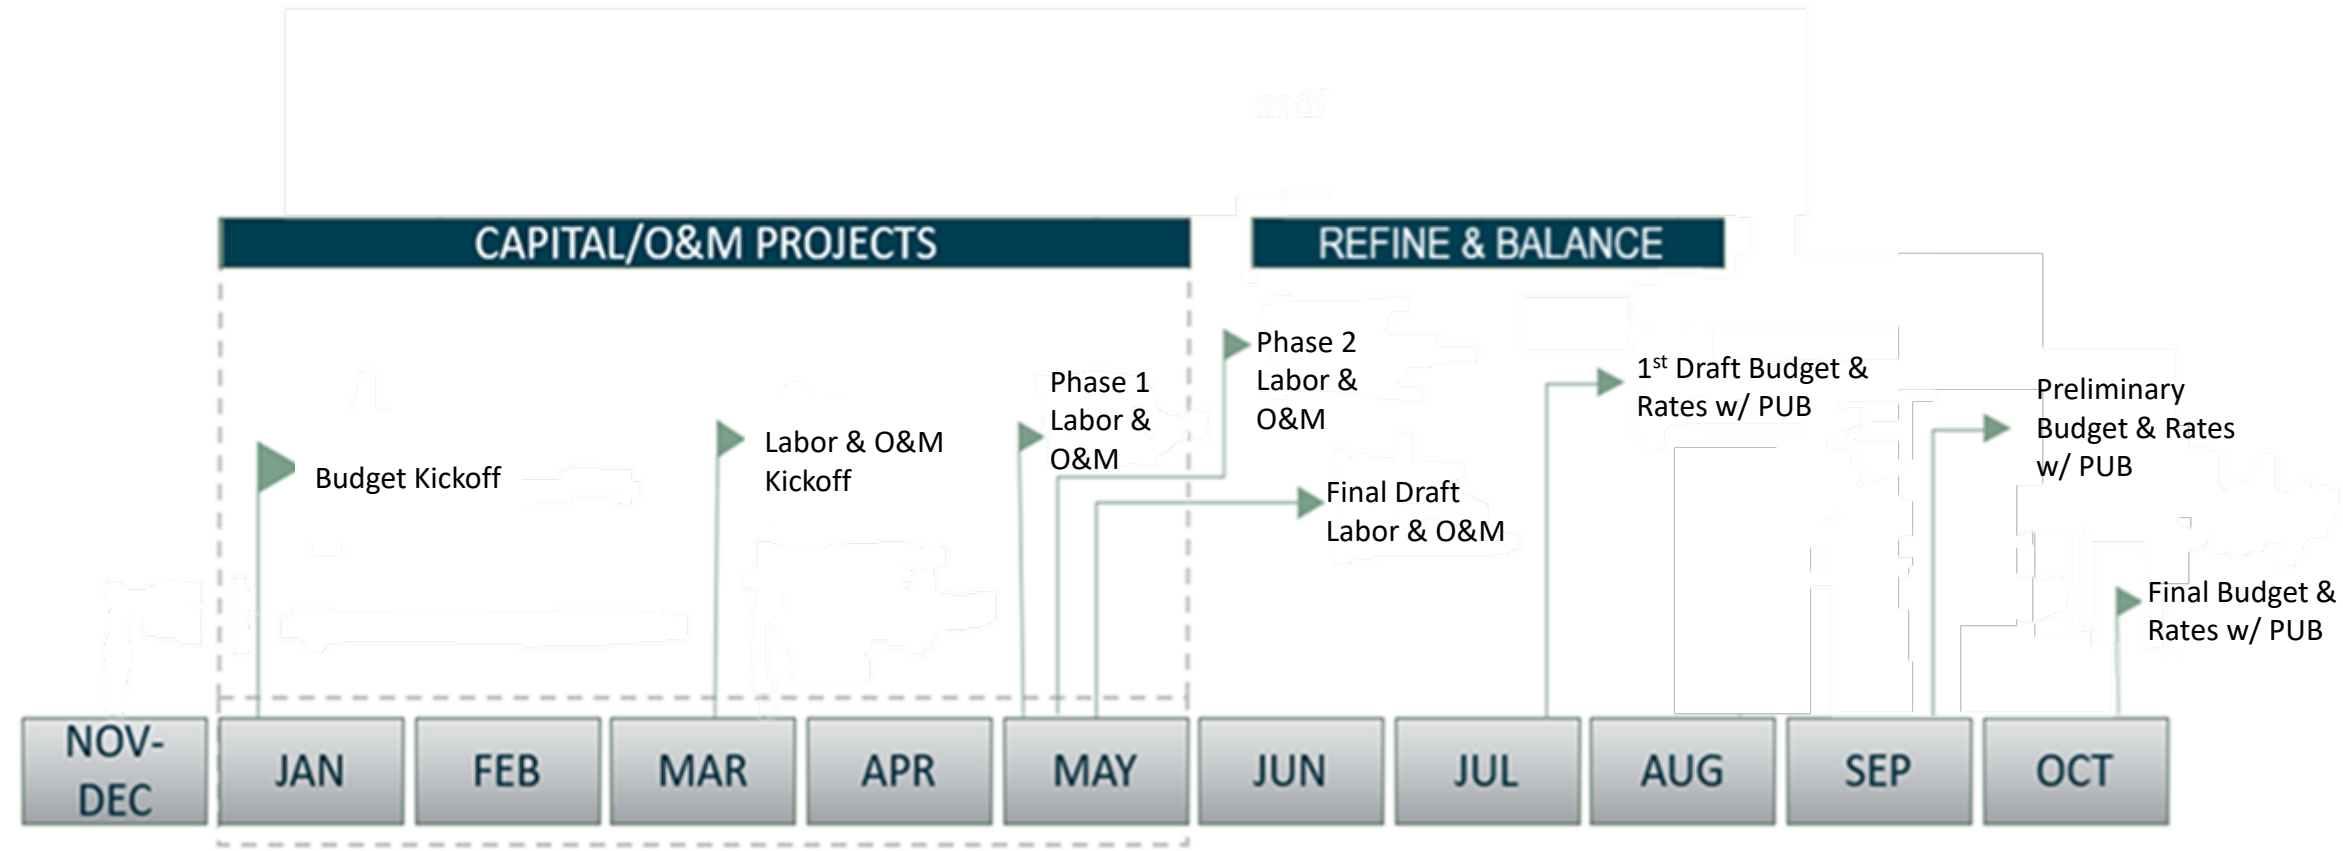 CAPITAL/O&M PROJECTS
REFINE & BALANCE
Budget Kickoff
Labor & O&M
Kickoff
Phase 1
Labor &
O&M
Phase 2
Labor &
O&M
Final Draft
Labor & O&M
1st Draft Budget &
Rates w/ PUB
Preliminary
Budget & Rates
w/ PUB
Final Budget &
Rates w/ PUB
NOV-
DEC
JAN
FEB
MAR
APR
MAY
JUN
JUL
AUG
SEP
OCT